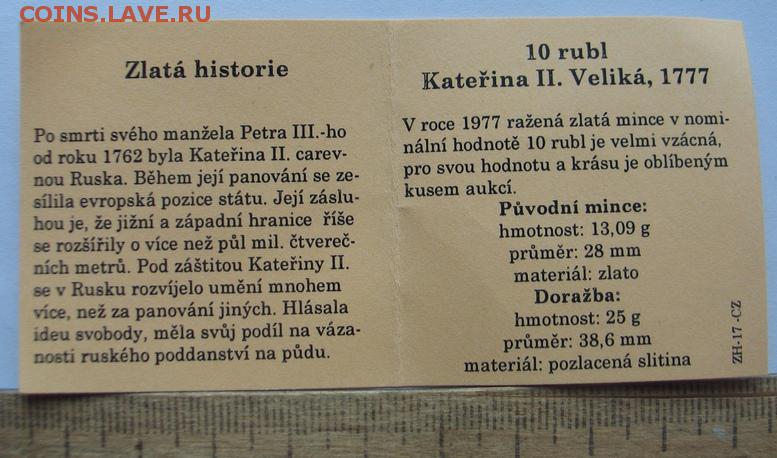 COINS.LAVE.RU
Zlatá historie
Po smrti svého manžela Petra III.-ho
od roku 1762 byla Kateřina II. carev-
nou Ruska. Během její panování se ze-
sílila evropská pozice státu. Její záslu-
hou je, že jižní a západní hranice říše
se rozšířily o více než půl mil. čtvereč-
ních metrů. Pod záštitou Kateřiny II.
se v Rusku rozvíjelo umění mnohem
více, než za panování jiných. Hlásala
ideu svobody, měla svůj podíl na váza-
nosti ruského poddanství na půdu.
10 rubl
Kateřina II. Veliká, 1777
V roce 1977 ražená zlatá mince v nomi-
nální hodnotě 10 rubl je velmi vzácná,
pro svou hodnotu a krásu je oblíbeným
kusem aukcí.
Původní mince:
hmotnost: 13,09 g
průměr: 28 mm
materiál: zlato
Doražba:
hmotnost: 25 g
průměr: 38,6 mm
materiál: pozlacená slitina
ZH-17 -CZ